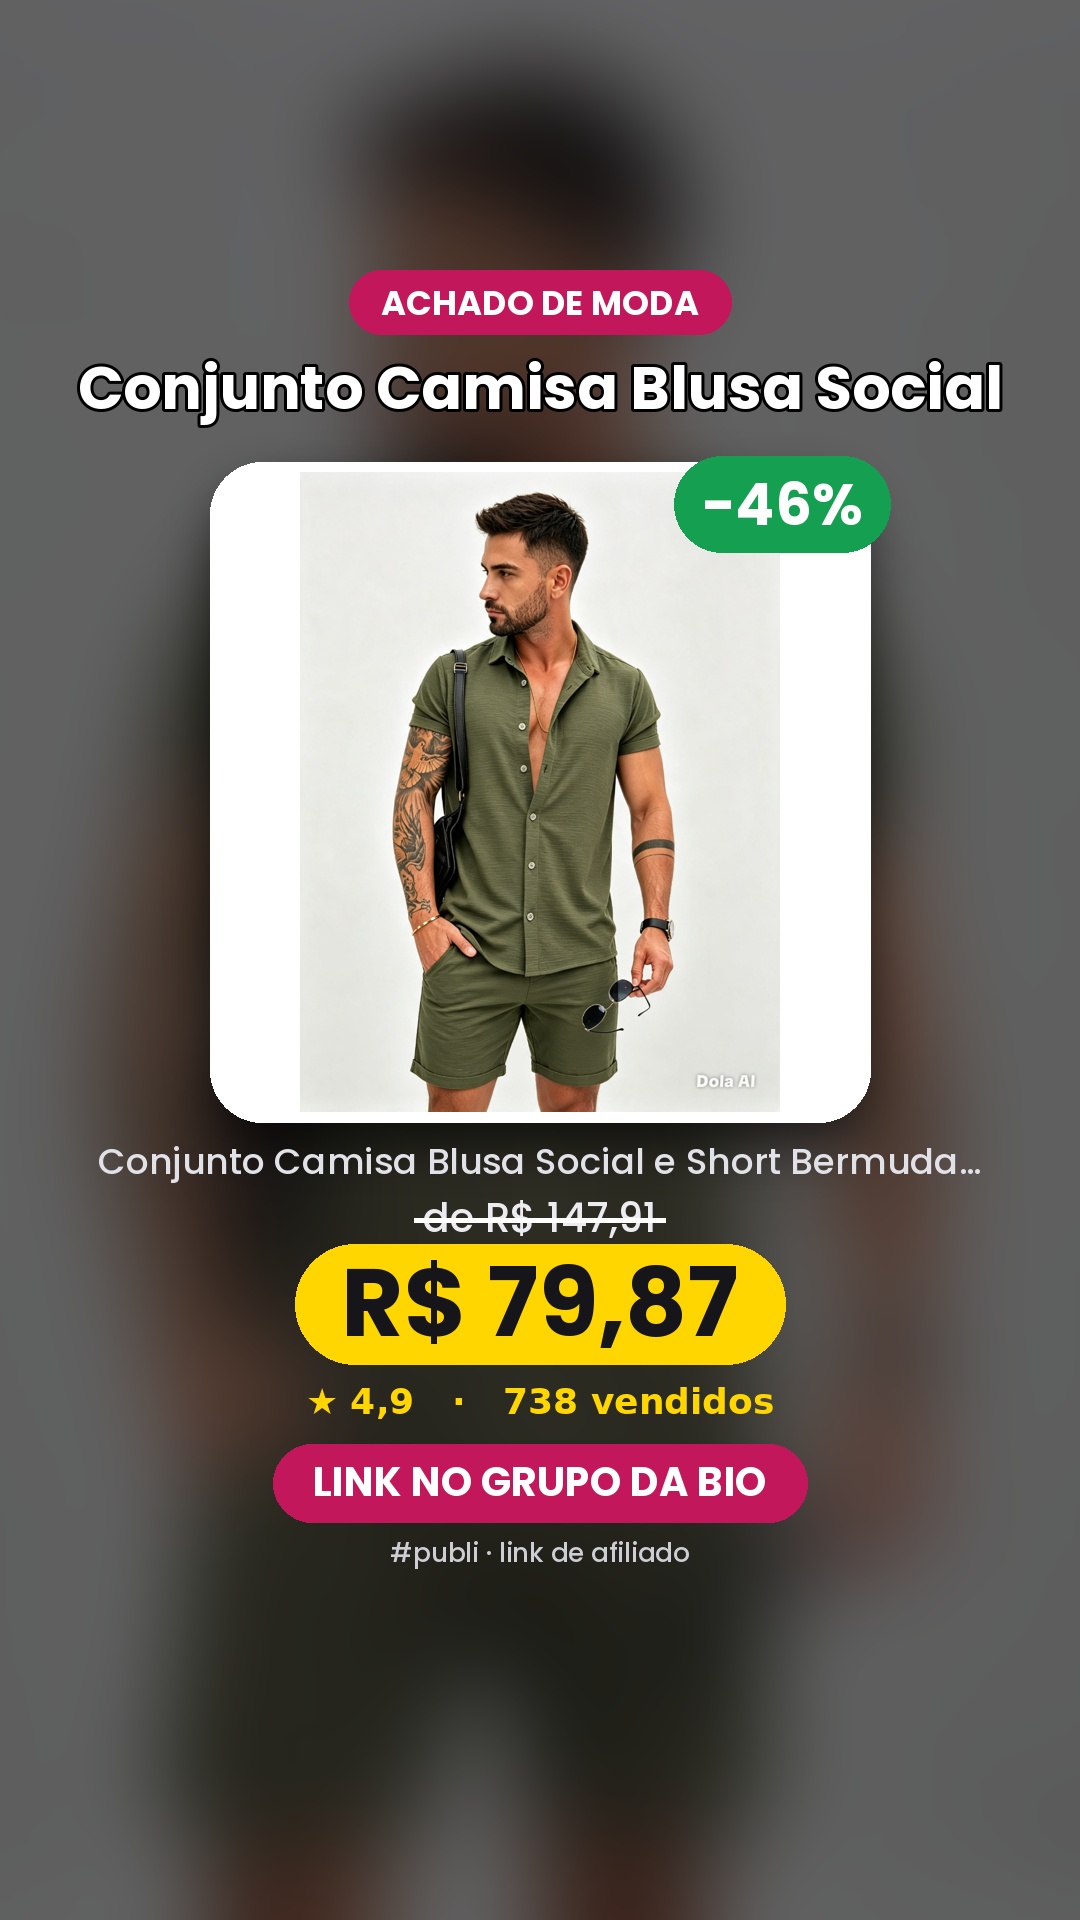 ACHADO DE MODA
Conjunto Camisa Blusa Social
-46%
Dola AI
Conjunto Camisa Blusa Social e Short Bermuda...
de R$ 147,91
R$ 79,87
★ 4,9 · 738 vendidos
LINK NO GRUPO DA BIO
#publi · link de afiliado